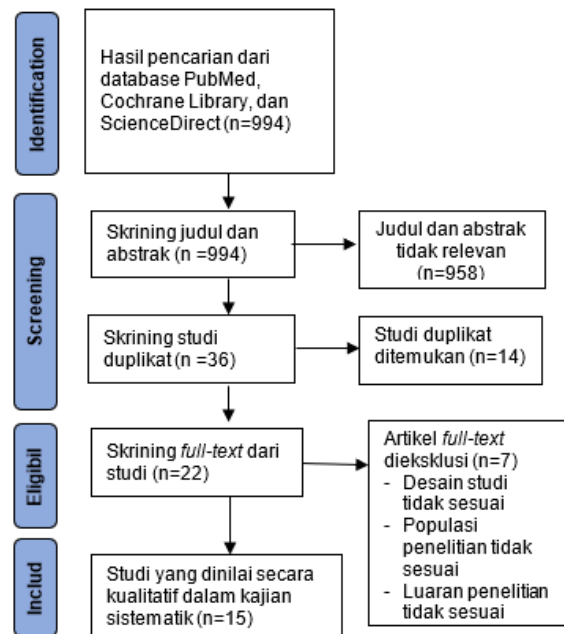 Identification
Hasil pencarian dari
database PubMed,
Cochrane Library, dan
ScienceDirect (n=994)
Screening
Skrining judul dan
abstrak (n =994)
Judul dan abstrak
tidak relevan
(n=958)
Skrining studi
duplikat (n =36)
Studi duplikat
ditemukan (n=14)
Eligibil
Skrining full-text dari
studi (n=22)
Artikel full-text
dieksklusi (n=7)
- Desain studi
tidak sesuai
- Populasi
penelitian tidak
sesuai
- Luaran penelitian
tidak sesuai
Includ
Studi yang dinilai secara
kualitatif dalam kajian
sistematik (n=15)